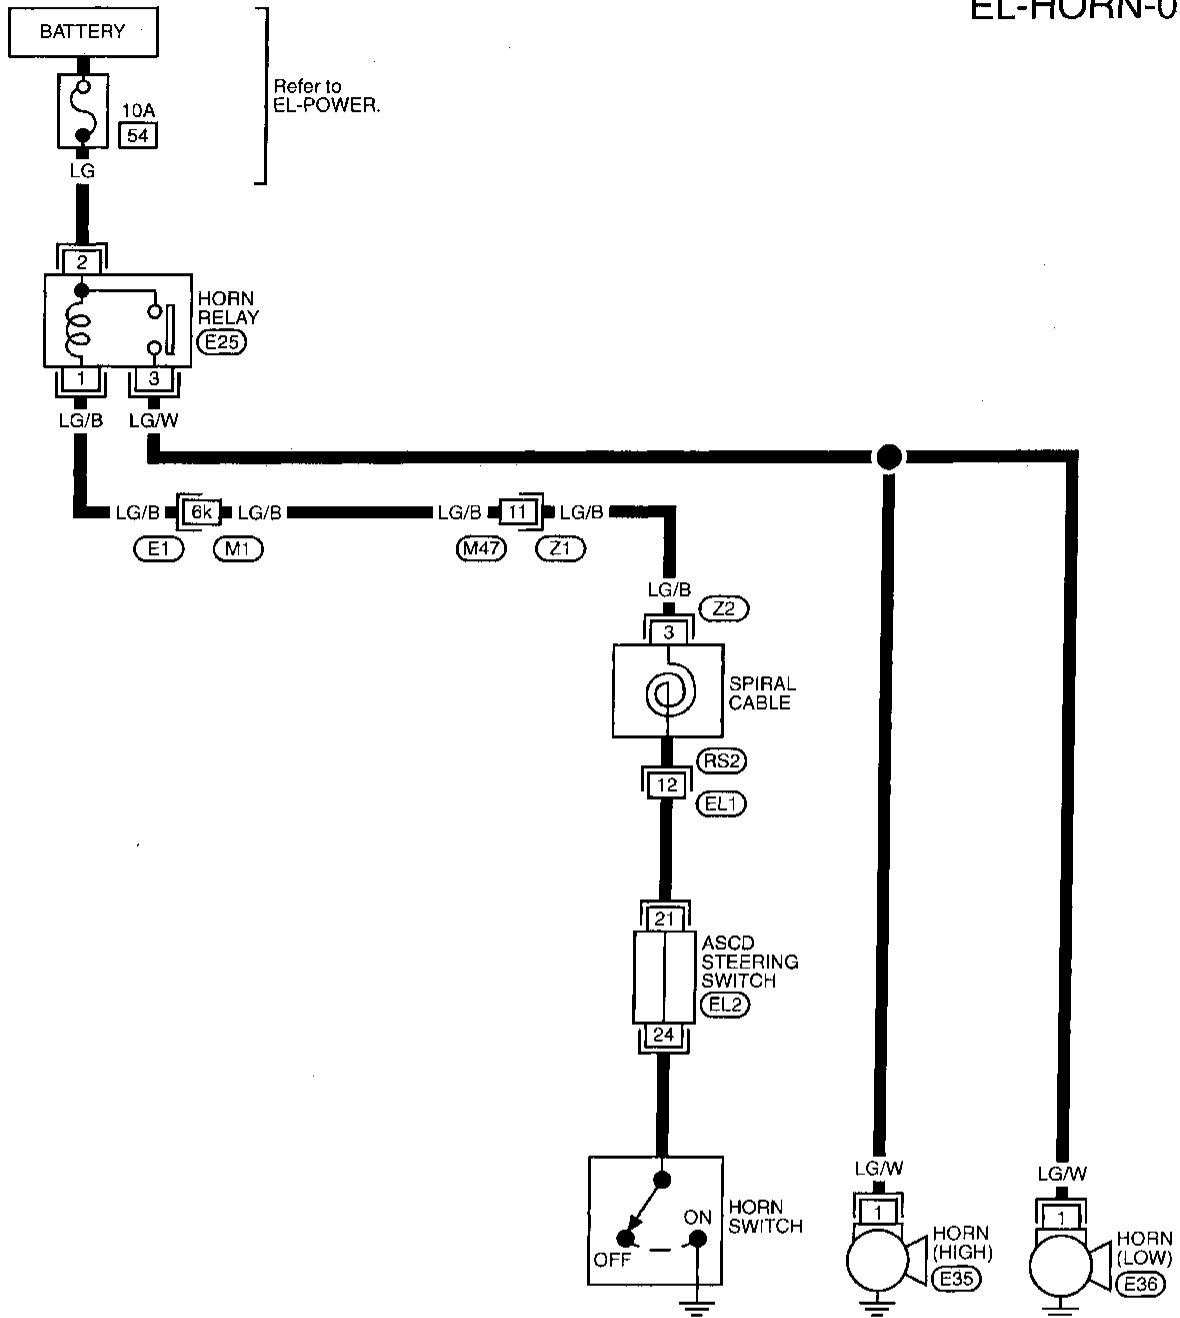 EL-HORN-0
BATTERY
Refer to
EL-POWER.
10A
54
LG
2
HORN
RELAY
E25
1
3
LG/B
LG/W
LG/B
6k
LG/B
LG/B
11
LG/B
E1
M1
M47
Z1
LG/B
Z2
3
SPIRAL
CABLE
RS2
12
EL1
21
ASCD
STEERING
SWITCH
EL2
24
LG/W
LG/W
HORN
SWITCH
ON
OFF
1
HORN
(HIGH)
E35
1
HORN
(LOW)
E36